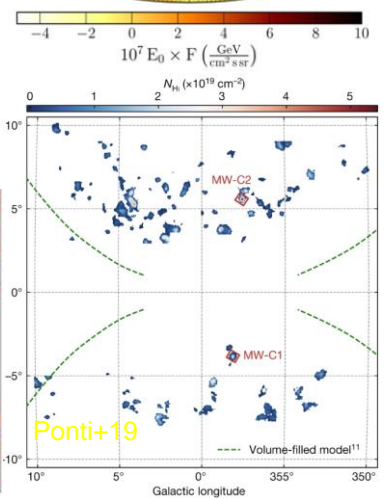 −4 −2 0 2 4 6 8 10
10⁷ E₀ × F (GeV / cm² s sr)
N_HI (×10¹⁹ cm⁻²)
0 1 2 3 4 5
10°
MW-C2
5°
0°
MW-C1
−5°
Ponti+19
Volume-filled model¹¹
-10°
10° 5° 0° 355° 350°
Galactic longitude